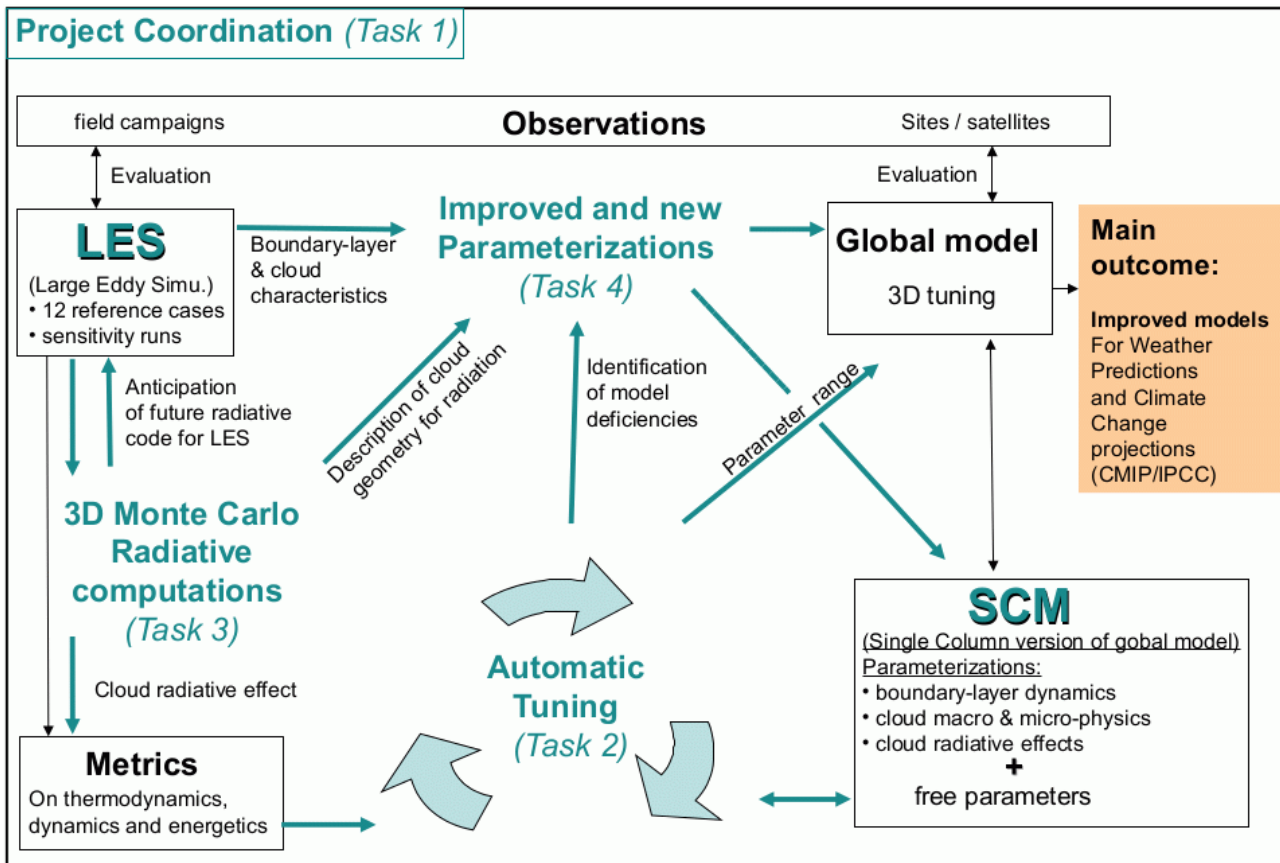 Project Coordination (Task 1)
field campaigns
Observations
Sites / satellites
Evaluation
Evaluation
LES
(Large Eddy Simu.)
• 12 reference cases
• sensitivity runs
Boundary-layer
& cloud
characteristics
Improved and new
Parameterizations
(Task 4)
Global model
3D tuning
Main
outcome:
Improved models
For Weather
Predictions
and Climate
Change
projections
(CMIP/IPCC)
Anticipation
of future radiative
code for LES
Description of cloud
geometry for radiation
Identification
of model
deficiencies
Parameter range
3D Monte Carlo
Radiative
computations
(Task 3)
Cloud radiative effect
Automatic
Tuning
(Task 2)
SCM
(Single Column version of gobal model)
Parameterizations:
• boundary-layer dynamics
• cloud macro & micro-physics
• cloud radiative effects
+
free parameters
Metrics
On thermodynamics,
dynamics and energetics